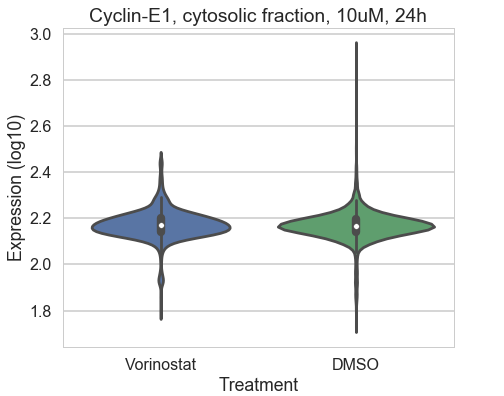 Cyclin-E1, cytosolic fraction, 10uM, 24h
3.0
2.8
2.6
2.4
2.2
2.0
1.8
Expression (log10)
Vorinostat
DMSO
Treatment